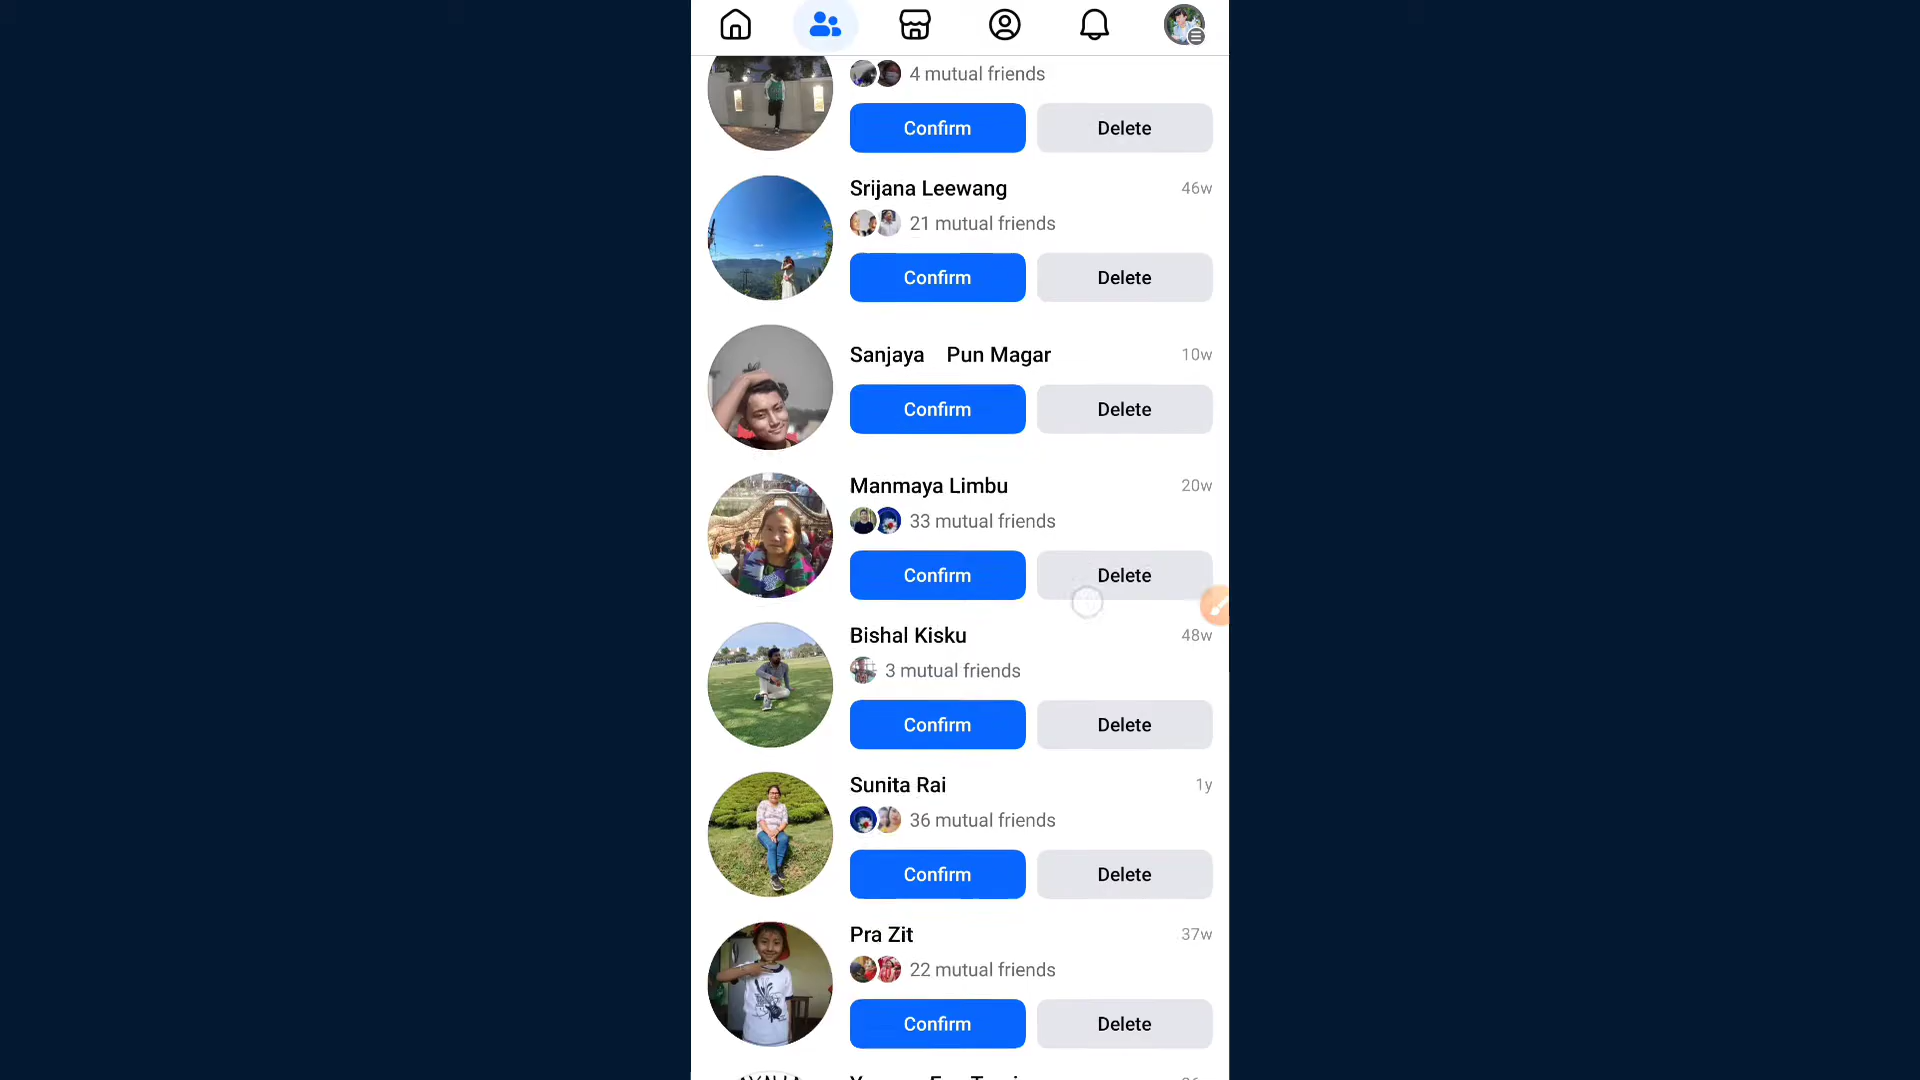 4 mutual friends
Confirm Delete
Srijana Leewang 46w
21 mutual friends
Confirm Delete
Sanjaya Pun Magar 10w
Confirm Delete
Manmaya Limbu 20w
33 mutual friends
Confirm Delete
Bishal Kisku 48w
3 mutual friends
Confirm Delete
Sunita Rai 1y
36 mutual friends
Confirm Delete
Pra Zit 37w
22 mutual friends
Confirm Delete